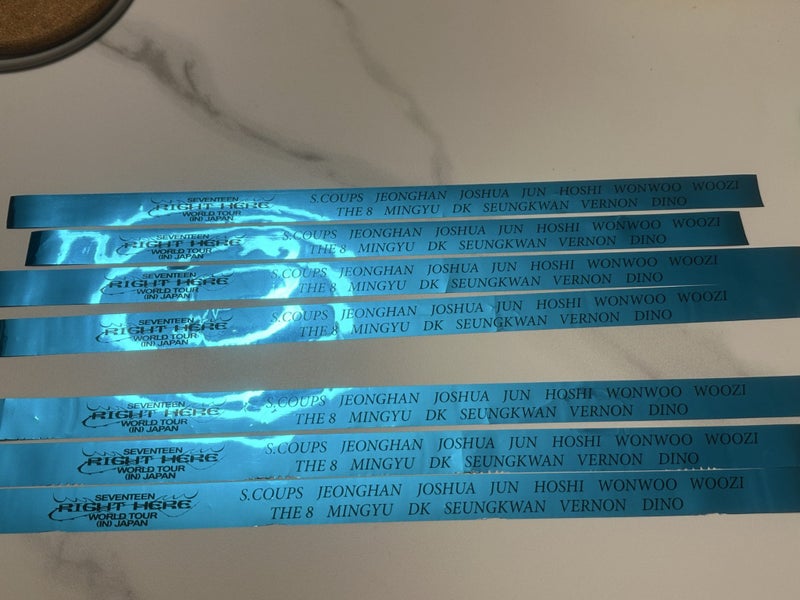 SEVENTEEN
RIGHT HERE
WORLD TOUR
(IN) JAPAN
S.COUPS JEONGHAN JOSHUA JUN HOSHI WONWOO WOOZI
THE 8 MINGYU DK SEUNGKWAN VERNON DINO
SEVENTEEN
RIGHT HERE
WORLD TOUR
(IN) JAPAN
S.COUPS JEONGHAN JOSHUA JUN HOSHI WONWOO WOOZI
THE 8 MINGYU DK SEUNGKWAN VERNON DINO
SEVENTEEN
RIGHT HERE
WORLD TOUR
(IN) JAPAN
S.COUPS JEONGHAN JOSHUA JUN HOSHI WONWOO WOOZI
THE 8 MINGYU DK SEUNGKWAN VERNON DINO
SEVENTEEN
RIGHT HERE
WORLD TOUR
(IN) JAPAN
S.COUPS JEONGHAN JOSHUA JUN HOSHI WONWOO WOOZI
THE 8 MINGYU DK SEUNGKWAN VERNON DINO
SEVENTEEN
RIGHT HERE
WORLD TOUR
(IN) JAPAN
S.COUPS JEONGHAN JOSHUA JUN HOSHI WONWOO WOOZI
THE 8 MINGYU DK SEUNGKWAN VERNON DINO
SEVENTEEN
RIGHT HERE
WORLD TOUR
(IN) JAPAN
S.COUPS JEONGHAN JOSHUA JUN HOSHI WONWOO WOOZI
THE 8 MINGYU DK SEUNGKWAN VERNON DINO
SEVENTEEN
RIGHT HERE
WORLD TOUR
(IN) JAPAN
S.COUPS JEONGHAN JOSHUA JUN HOSHI WONWOO WOOZI
THE 8 MINGYU DK SEUNGKWAN VERNON DINO